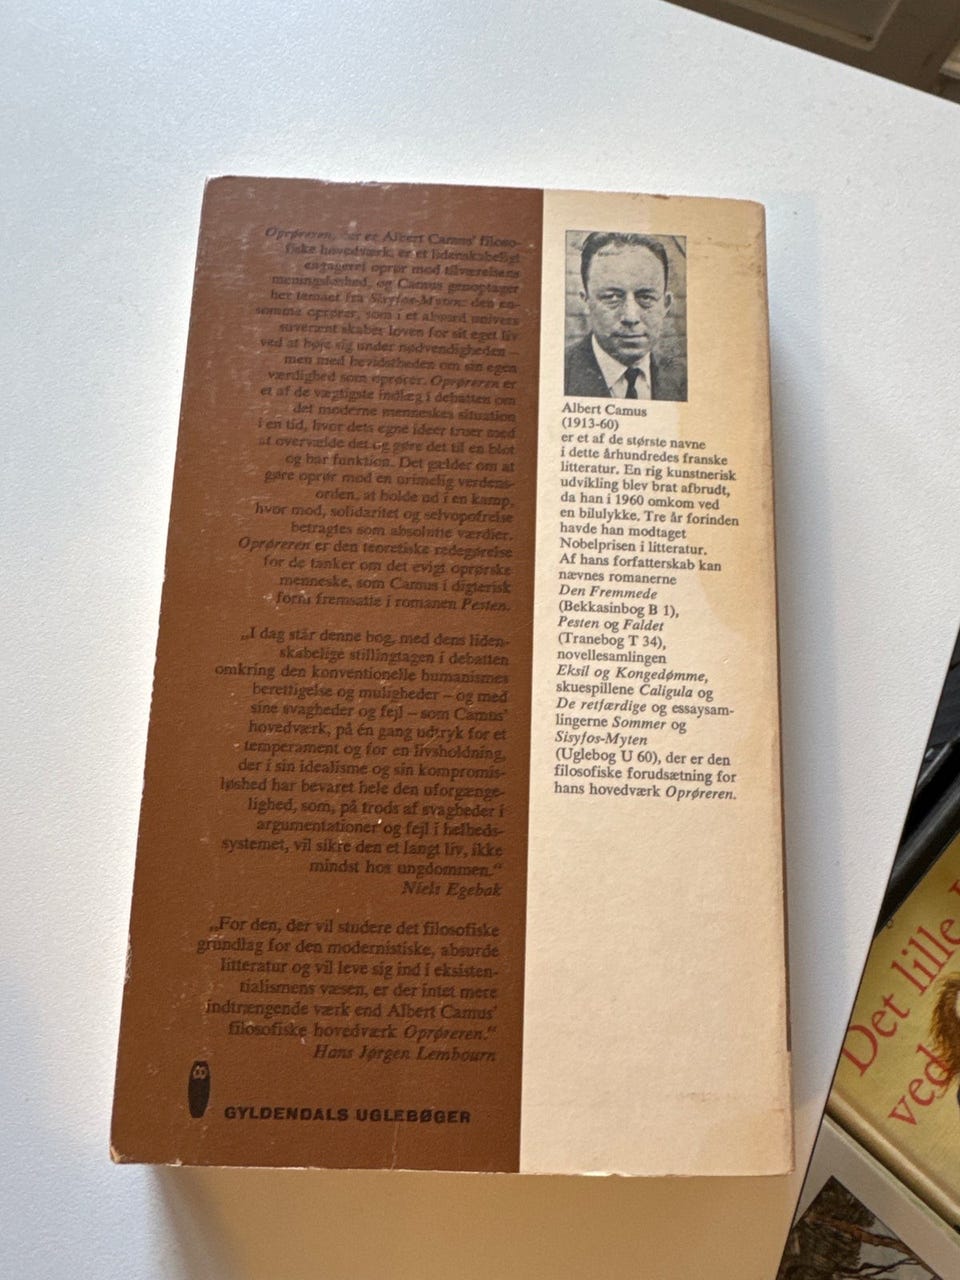 Oprøreren, der er Albert Camus' filoso-
fiske hovedværk, er et lidenskabeligt
engageret oprør mod tilværelsens
meningsløshed, og Camus genoptager
her temaet fra Sisyfos-Myten: den en-
somme oprører, som i et absurd univers
suverænt skaber loven for sit eget liv
ved at bøje sig under nødvendigheden –
men med bevidstheden om sin egen
værdighed som oprører. Oprøreren er
et af de vægtigste indlæg i debatten om
det moderne menneskes situation
i en tid, hvor dets egne ideer truer med
at overvælde det og gøre det til en blot
og bar funktion. Det gælder om at
gøre oprør mod en urimelig verdens-
orden, at holde ud i en kamp,
hvor mod, solidaritet og selvopofrelse
betragtes som absolutte værdier.
Oprøreren er den teoretiske redegørelse
for de tanker om det evigt oprørske
menneske, som Camus i digterisk
form fremsatte i romanen Pesten.
„I dag står denne bog, med dens liden-
skabelige stillingtagen i debatten
omkring den konventionelle humanismes
berettigelse og muligheder – og med
sine svagheder og fejl – som Camus'
hovedværk, på én gang udtryk for et
temperament og for en livsholdning,
der i sin idealisme og sin kompromis-
løshed har bevaret hele den uforgænge-
lighed, som, på trods af svagheder i
argumentationer og fejl i helheds-
systemet, vil sikre den et langt liv, ikke
mindst hos ungdommen.“
Niels Egebak
„For den, der vil studere det filosofiske
grundlag for den modernistiske, absurde
litteratur og vil leve sig ind i eksisten-
tialismens væsen, er der intet mere
indtrængende værk end Albert Camus'
filosofiske hovedværk Oprøreren.“
Hans Jørgen Lembourn
GYLDENDALS UGLEBØGER
Albert Camus
(1913-60)
er et af de største navne
i dette århundredes franske
litteratur. En rig kunstnerisk
udvikling blev brat afbrudt,
da han i 1960 omkom ved
en bilulykke. Tre år forinden
havde han modtaget
Nobelprisen i litteratur.
Af hans forfatterskab kan
nævnes romanerne
Den Fremmede
(Bekkasinbog B 1),
Pesten og Faldet
(Tranebog T 34),
novellesamlingen
Eksil og Kongedømme,
skuespillene Caligula og
De retfærdige og essaysam-
lingerne Sommer og
Sisyfos-Myten
(Uglebog U 60), der er den
filosofiske forudsætning for
hans hovedværk Oprøreren.
Det lille
ved